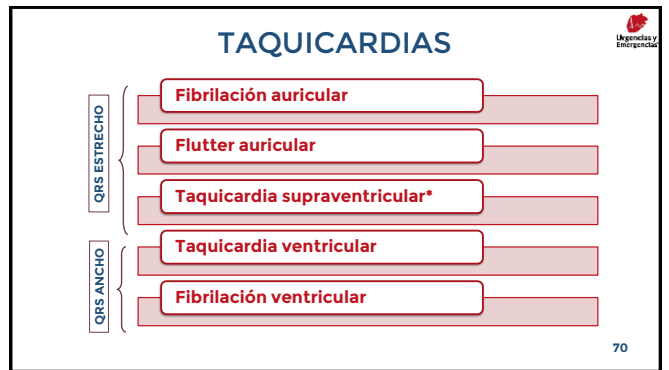 TAQUICARDIAS
Urgencias y
Emergencias
QRS ESTRECHO
Fibrilación auricular
Flutter auricular
Taquicardia supraventricular*
QRS ANCHO
Taquicardia ventricular
Fibrilación ventricular
70